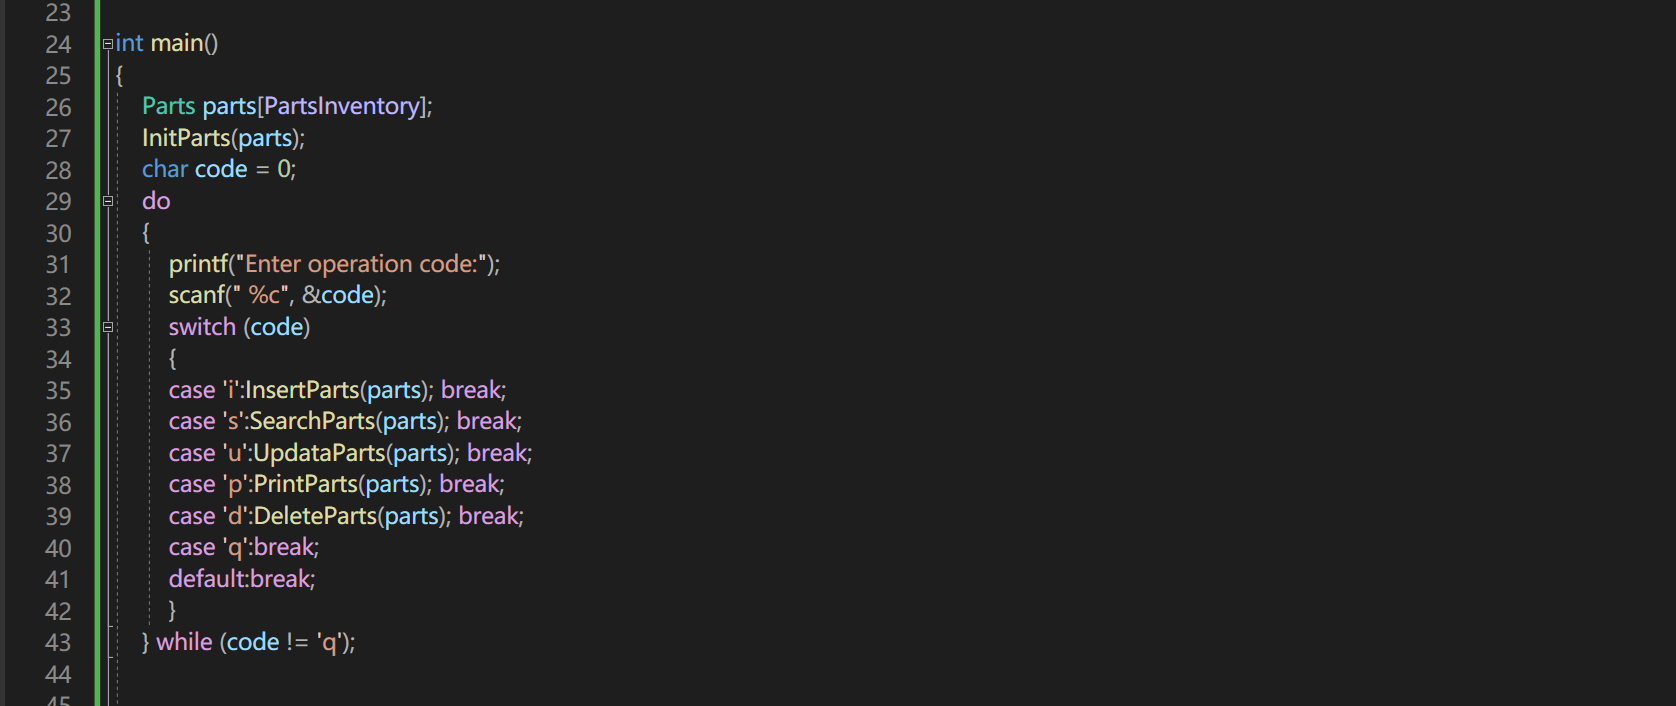 23
24 int main()
25 {
26 Parts parts[PartsInventory];
27 InitParts(parts);
28 char code = 0;
29 do
30 {
31 printf("Enter operation code:");
32 scanf(" %c", &code);
33 switch (code)
34 {
35 case 'i':InsertParts(parts); break;
36 case 's':SearchParts(parts); break;
37 case 'u':UpdataParts(parts); break;
38 case 'p':PrintParts(parts); break;
39 case 'd':DeleteParts(parts); break;
40 case 'q':break;
41 default:break;
42 }
43 } while (code != 'q');
44
45